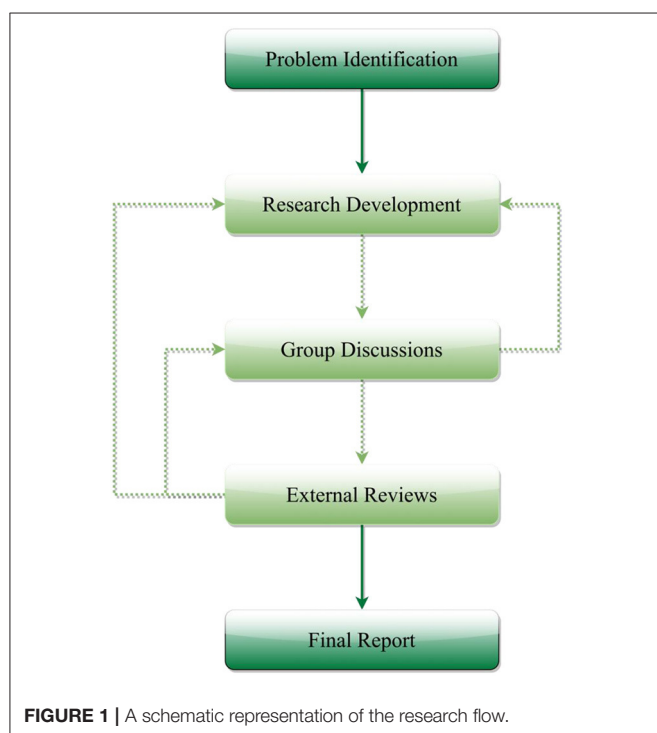 Problem Identification
Research Development
Group Discussions
External Reviews
Final Report
FIGURE 1 | A schematic representation of the research flow.